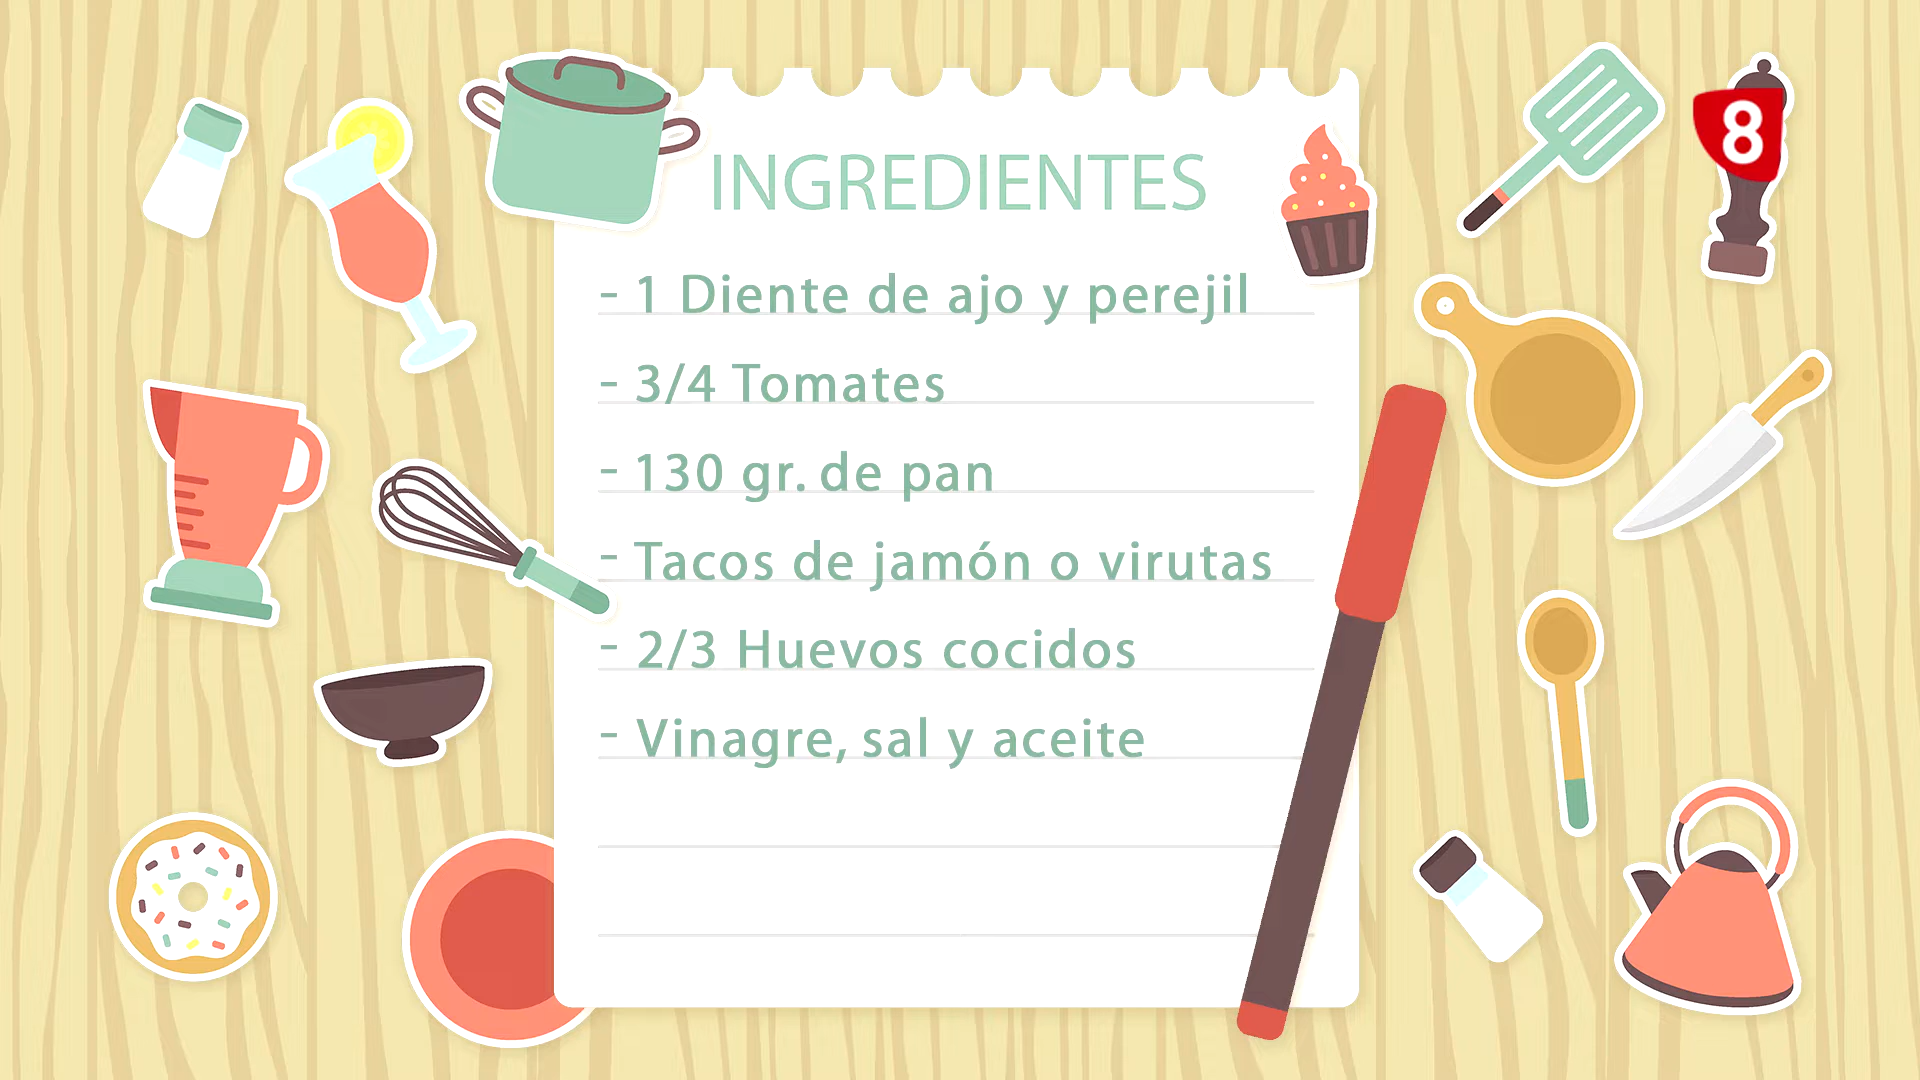 8
INGREDIENTES
- 1 Diente de ajo y perejil
- 3/4 Tomates
- 130 gr. de pan
- Tacos de jamón o virutas
- 2/3 Huevos cocidos
- Vinagre, sal y aceite